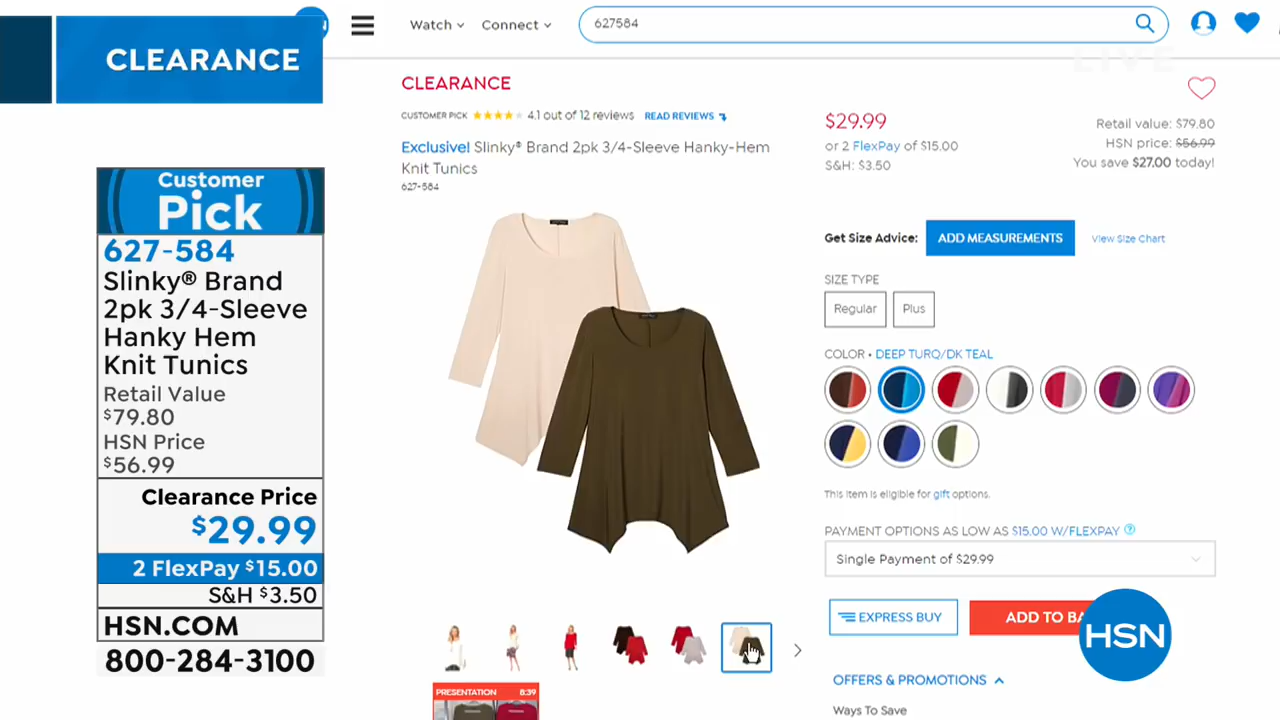 CLEARANCE
Customer
Pick
627-584
Slinky® Brand
2pk 3/4-Sleeve
Hanky Hem
Knit Tunics
Retail Value
$79.80
HSN Price
$56.99
Clearance Price
$29.99
2 FlexPay $15.00
S&H $3.50
HSN.COM
800-284-3100
Watch
Connect
627584
LIVE
CLEARANCE
CUSTOMER PICK 4.1 out of 12 reviews READ REVIEWS
Exclusive! Slinky® Brand 2pk 3/4-Sleeve Hanky-Hem
Knit Tunics
627-584
PRESENTATION 8:39
$29.99
or 2 FlexPay of $15.00
S&H: $3.50
Retail value: $79.80
HSN price: $56.99
You save $27.00 today!
Get Size Advice: ADD MEASUREMENTS View Size Chart
SIZE TYPE
Regular Plus
COLOR • DEEP TURQ/DK TEAL
This item is eligible for gift options.
PAYMENT OPTIONS AS LOW AS $15.00 W/FLEXPAY ?
Single Payment of $29.99
EXPRESS BUY ADD TO BA
HSN
OFFERS & PROMOTIONS
Ways To Save